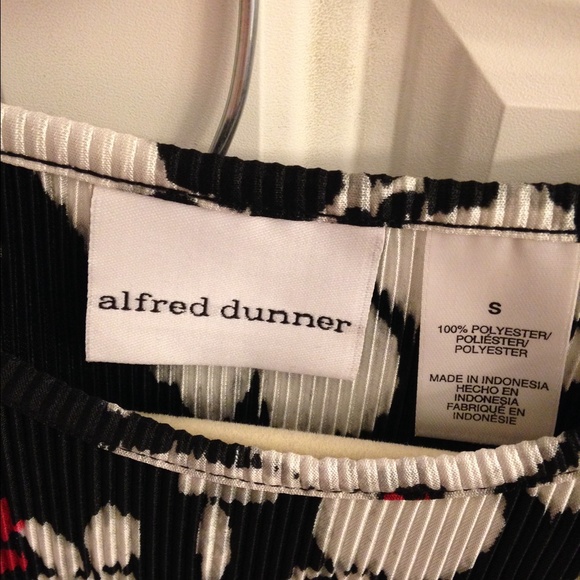 alfred dunner
S
100% POLYESTER/
POLIÉSTER/
POLYESTER
MADE IN INDONESIA
HECHO EN
INDONESIA
FABRIQUÉ EN
INDONÉSIE